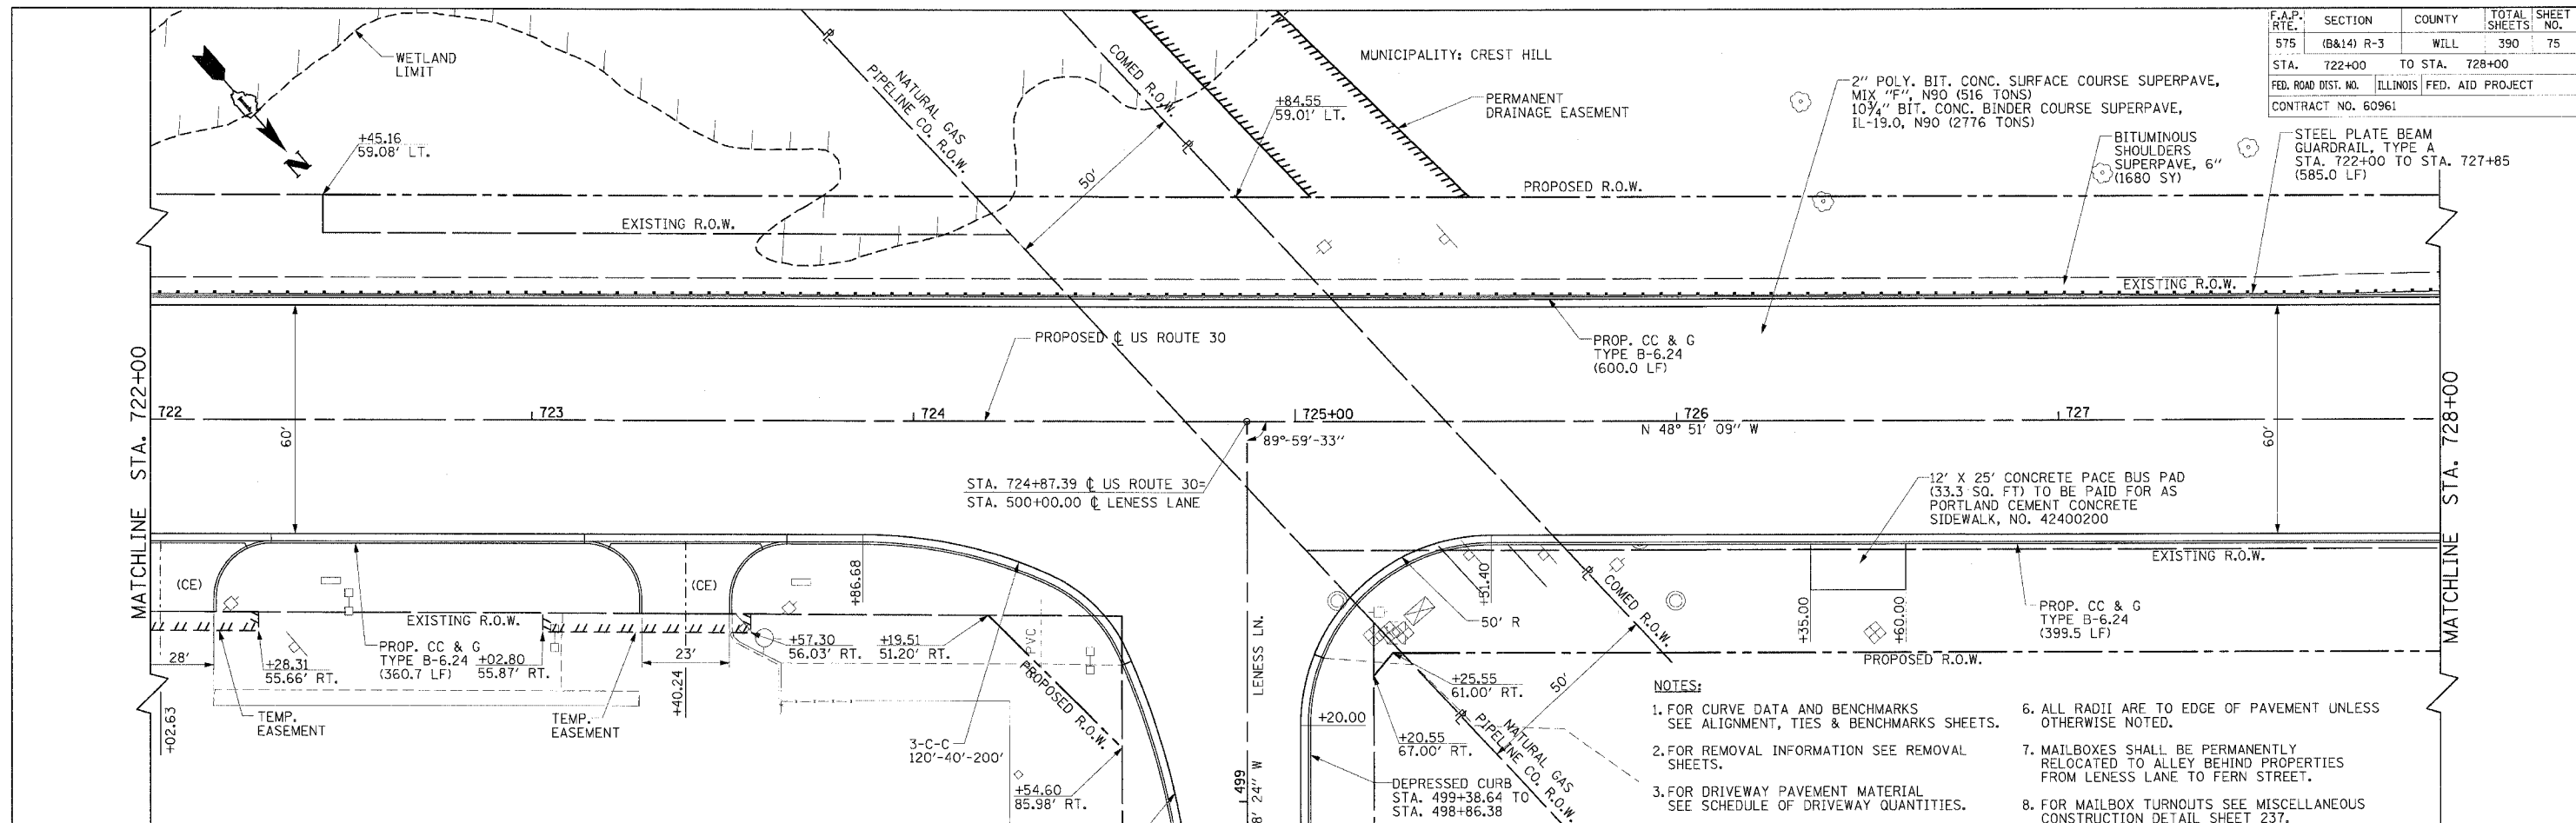 F.A.P. RTE. SECTION COUNTY TOTAL SHEETS SHEET NO.
575 (B&14) R-3 WILL 390 75
STA. 722+00 TO STA. 728+00
FED. ROAD DIST. NO. ILLINOIS FED. AID PROJECT
CONTRACT NO. 60961
WETLAND
LIMIT
N
+45.16
59.08' LT.
NATURAL GAS
PIPELINE CO. R.O.W.
COMED R.O.W.
50'
+84.55
59.01' LT.
MUNICIPALITY: CREST HILL
PERMANENT
DRAINAGE EASEMENT
2" POLY. BIT. CONC. SURFACE COURSE SUPERPAVE,
MIX "F", N90 (516 TONS)
10¾" BIT. CONC. BINDER COURSE SUPERPAVE,
IL-19.0, N90 (2776 TONS)
BITUMINOUS
SHOULDERS
SUPERPAVE, 6"
(1680 SY)
STEEL PLATE BEAM
GUARDRAIL, TYPE A
STA. 722+00 TO STA. 727+85
(585.0 LF)
PROPOSED R.O.W.
EXISTING R.O.W.
EXISTING R.O.W.
MATCHLINE STA. 722+00
60'
PROPOSED ℄ US ROUTE 30
PROP. CC & G
TYPE B-6.24
(600.0 LF)
722 723 724 725+00 726 727
N 48° 51' 09" W
89°-59'-33"
60'
MATCHLINE STA. 728+00
STA. 724+87.39 ℄ US ROUTE 30=
STA. 500+00.00 ℄ LENESS LANE
12' X 25' CONCRETE PACE BUS PAD
(33.3 SQ. FT) TO BE PAID FOR AS
PORTLAND CEMENT CONCRETE
SIDEWALK, NO. 42400200
EXISTING R.O.W.
(CE)
(CE)
+86.68
EXISTING R.O.W.
28'
+28.31
55.66' RT.
PROP. CC & G
TYPE B-6.24
(360.7 LF)
+02.80
55.87' RT.
23'
+57.30
56.03' RT.
+19.51
51.20' RT.
PVC
PROPOSED R.O.W.
+02.63
TEMP.
EASEMENT
TEMP.
EASEMENT
+40.24
3-C-C
120'-40'-200'
+54.60
85.98' RT.
LENESS LN.
499
8' 24" W
+51.40
50' R
COMED R.O.W.
50'
+35.00
+60.00
PROP. CC & G
TYPE B-6.24
(399.5 LF)
PROPOSED R.O.W.
+25.55
61.00' RT.
+20.00
+20.55
67.00' RT.
NATURAL GAS
PIPELINE CO. R.O.W.
DEPRESSED CURB
STA. 499+38.64 TO
STA. 498+86.38
NOTES:
1. FOR CURVE DATA AND BENCHMARKS
SEE ALIGNMENT, TIES & BENCHMARKS SHEETS.
2. FOR REMOVAL INFORMATION SEE REMOVAL
SHEETS.
3. FOR DRIVEWAY PAVEMENT MATERIAL
SEE SCHEDULE OF DRIVEWAY QUANTITIES.
6. ALL RADII ARE TO EDGE OF PAVEMENT UNLESS
OTHERWISE NOTED.
7. MAILBOXES SHALL BE PERMANENTLY
RELOCATED TO ALLEY BEHIND PROPERTIES
FROM LENESS LANE TO FERN STREET.
8. FOR MAILBOX TURNOUTS SEE MISCELLANEOUS
CONSTRUCTION DETAIL SHEET 237.